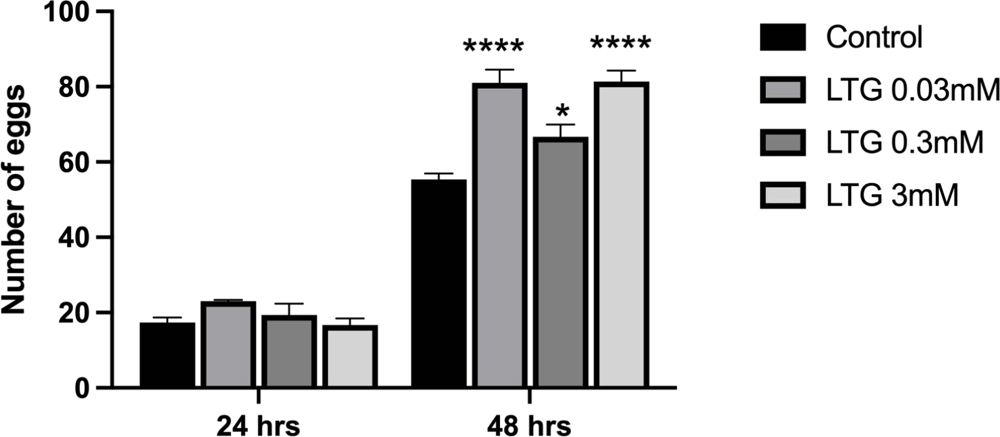 Number of eggs
100
80
60
40
20
0
****
*
****
24 hrs
48 hrs
Control
LTG 0.03mM
LTG 0.3mM
LTG 3mM